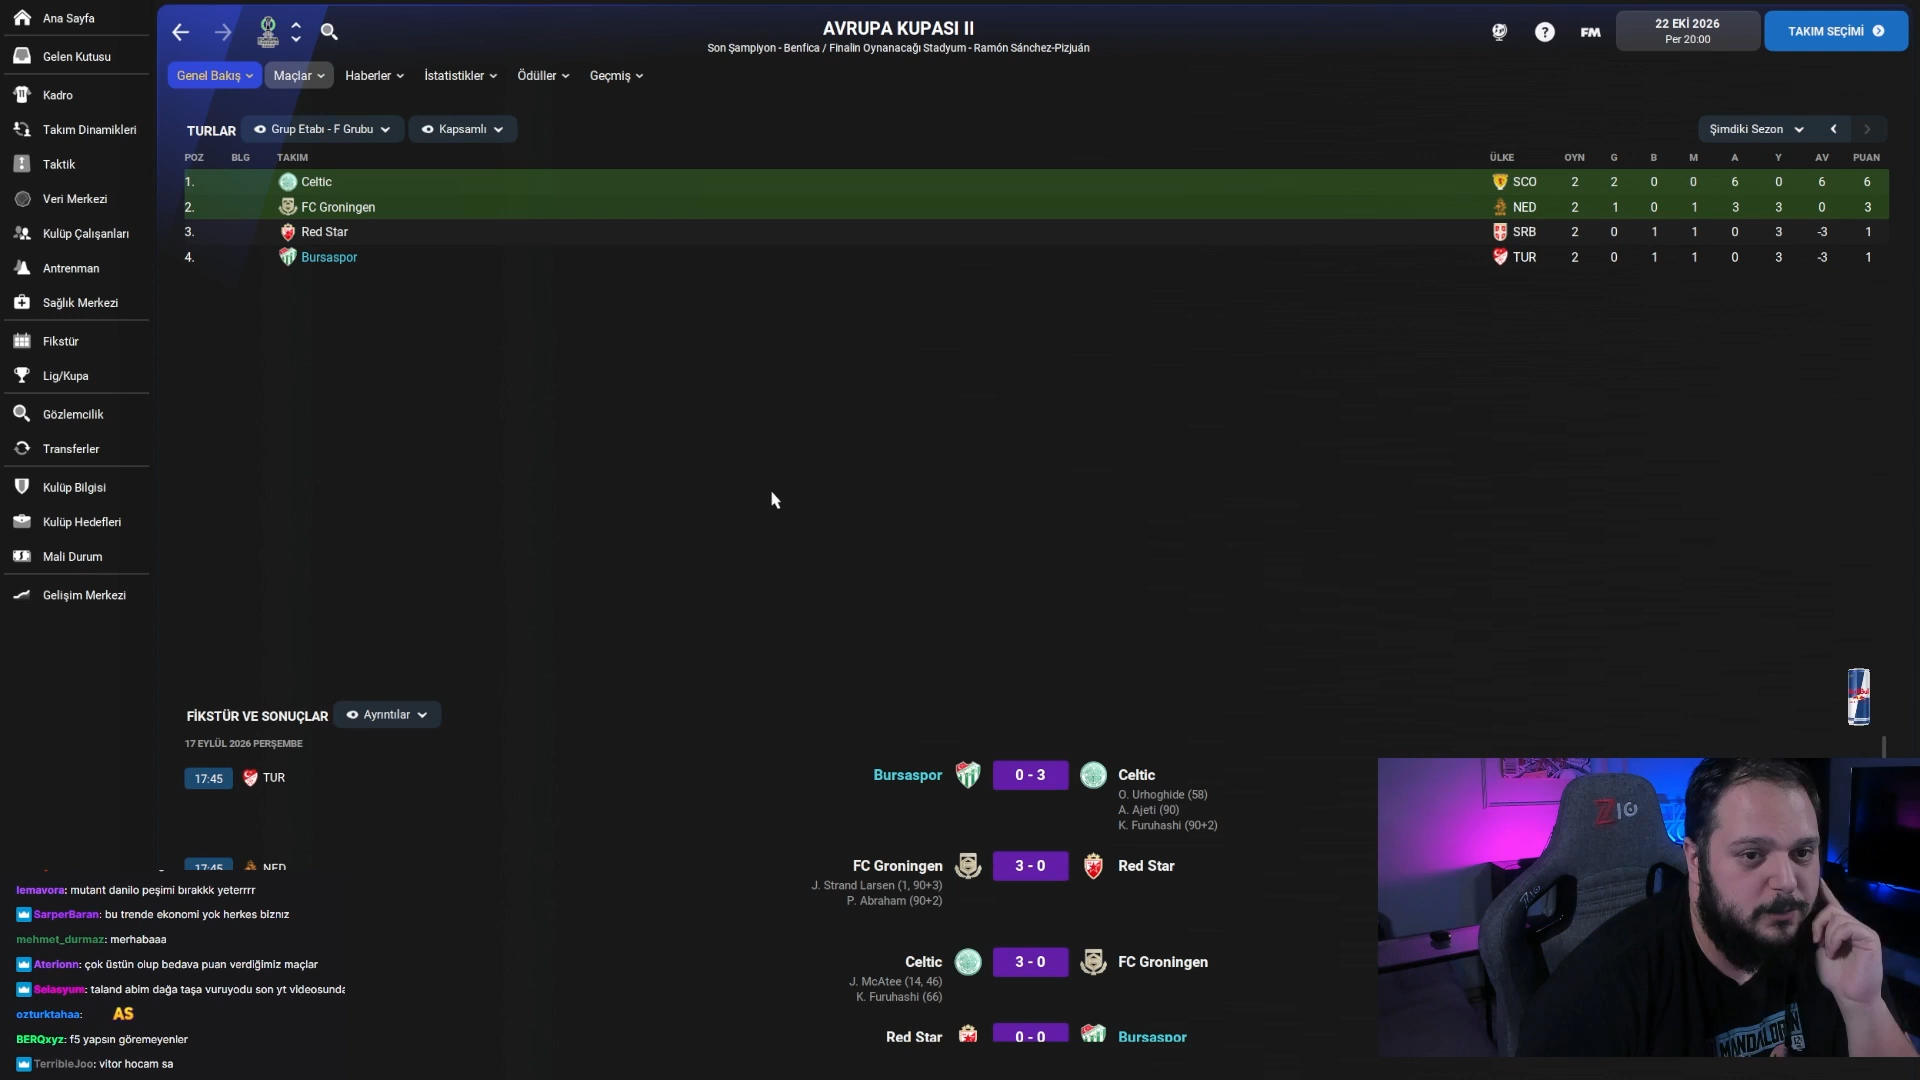 Ana Sayfa
Gelen Kutusu
Kadro
Takım Dinamikleri
Taktik
Veri Merkezi
Kulüp Çalışanları
Antrenman
Sağlık Merkezi
Fikstür
Lig/Kupa
Gözlemcilik
Transferler
Kulüp Bilgisi
Kulüp Hedefleri
Mali Durum
Gelişim Merkezi
AVRUPA KUPASI II
Son Şampiyon - Benfica / Finalin Oynanacağı Stadyum - Ramón Sánchez-Pizjuán
FM
22 EKİ 2026
Per 20:00
TAKIM SEÇİMİ
Genel Bakış Maçlar Haberler İstatistikler Ödüller Geçmiş
TURLAR Grup Etabı - F Grubu Kapsamlı Şimdiki Sezon
POZ BLG TAKIM ÜLKE OYN G B M A Y AV PUAN
1. Celtic SCO 2 2 0 0 6 0 6 6
2. FC Groningen NED 2 1 0 1 3 3 0 3
3. Red Star SRB 2 0 1 1 0 3 -3 1
4. Bursaspor TUR 2 0 1 1 0 3 -3 1
FİKSTÜR VE SONUÇLAR Ayrıntılar
17 EYLÜL 2026 PERŞEMBE
17:45 TUR Bursaspor 0 - 3 Celtic
O. Urhoghide (58)
A. Ajeti (90)
K. Furuhashi (90+2)
17:45 NED FC Groningen 3 - 0 Red Star
J. Strand Larsen (1, 90+3)
P. Abraham (90+2)
Celtic 3 - 0 FC Groningen
J. McAtee (14, 46)
K. Furuhashi (66)
Red Star 0 - 0 Bursaspor
lemavora: mutant danilo peşimi bırakkk yeterrrr
SarperBaran: bu trende ekonomi yok herkes biznız
mehmet_durmaz: merhabaaa
Aterionn: çok üstün olup bedava puan verdiğimiz maçlar
Selasyum: taland abim dağa taşa vuruyodu son yt videosunda
ozturktahaa: AS
BERQxyz: f5 yapsın göremeyenler
TerribleJoo: vitor hocam sa